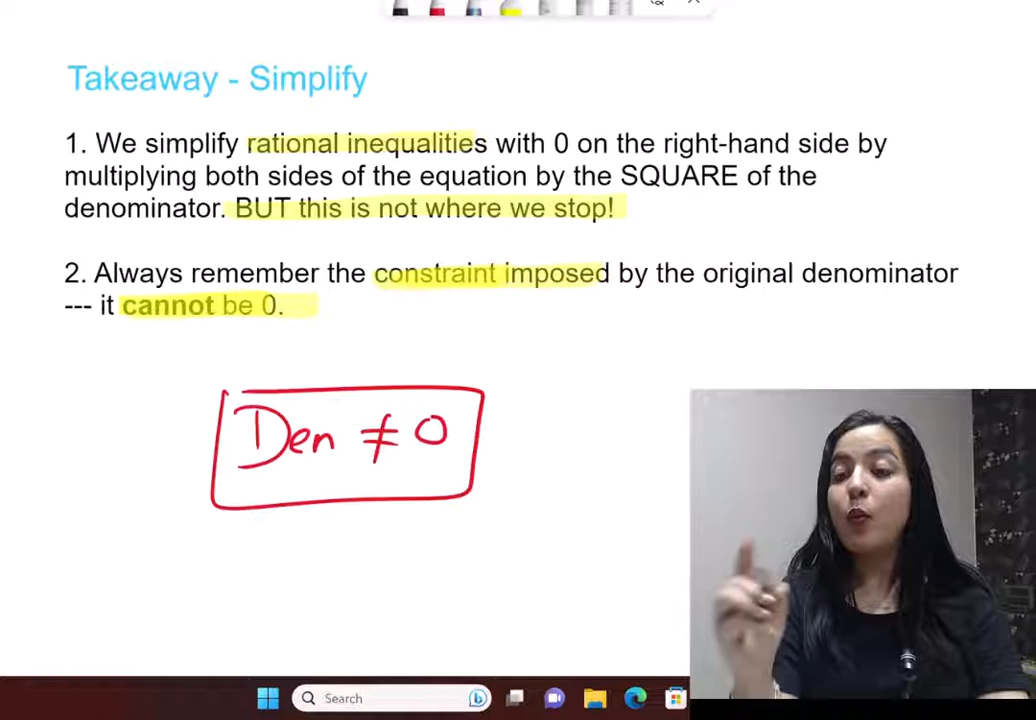 Takeaway - Simplify
1. We simplify rational inequalities with 0 on the right-hand side by
multiplying both sides of the equation by the SQUARE of the
denominator. BUT this is not where we stop!
2. Always remember the constraint imposed by the original denominator
--- it cannot be 0.
Den ≠ 0
Search